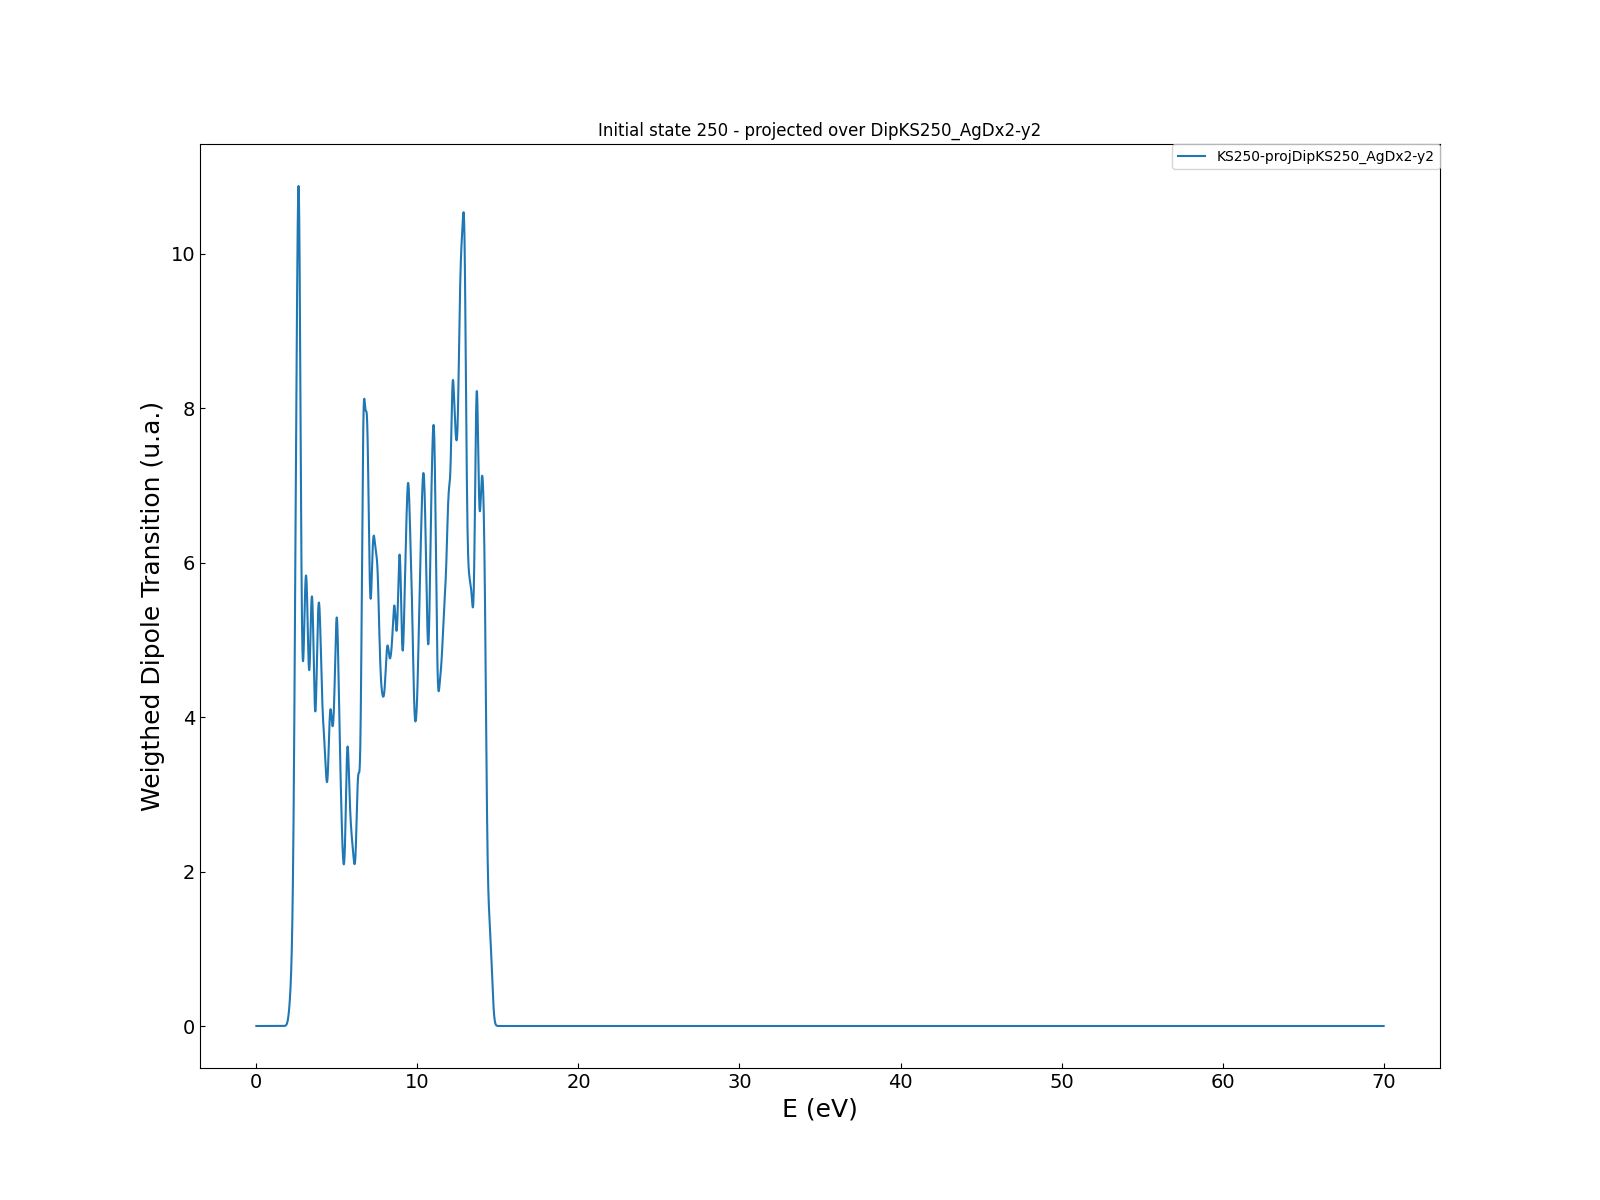 Initial state 250 - projected over DipKS250_AgDx2-y2
KS250-projDipKS250_AgDx2-y2
Weigthed Dipole Transition (u.a.)
10
8
6
4
2
0
0 10 20 30 40 50 60 70
E (eV)